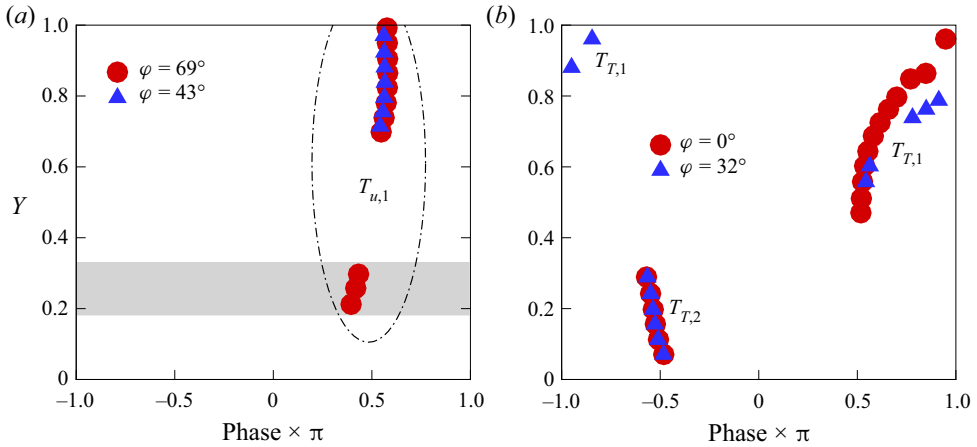 (a)
1.0
0.8
0.6
0.4
0.2
0
Y
φ = 69°
φ = 43°
T_{u,1}
–1.0 –0.5 0 0.5 1.0
Phase × π
(b)
1.0
0.8
0.6
0.4
0.2
0
T_{T,1}
φ = 0°
φ = 32°
T_{T,1}
T_{T,2}
–1.0 –0.5 0 0.5 1.0
Phase × π